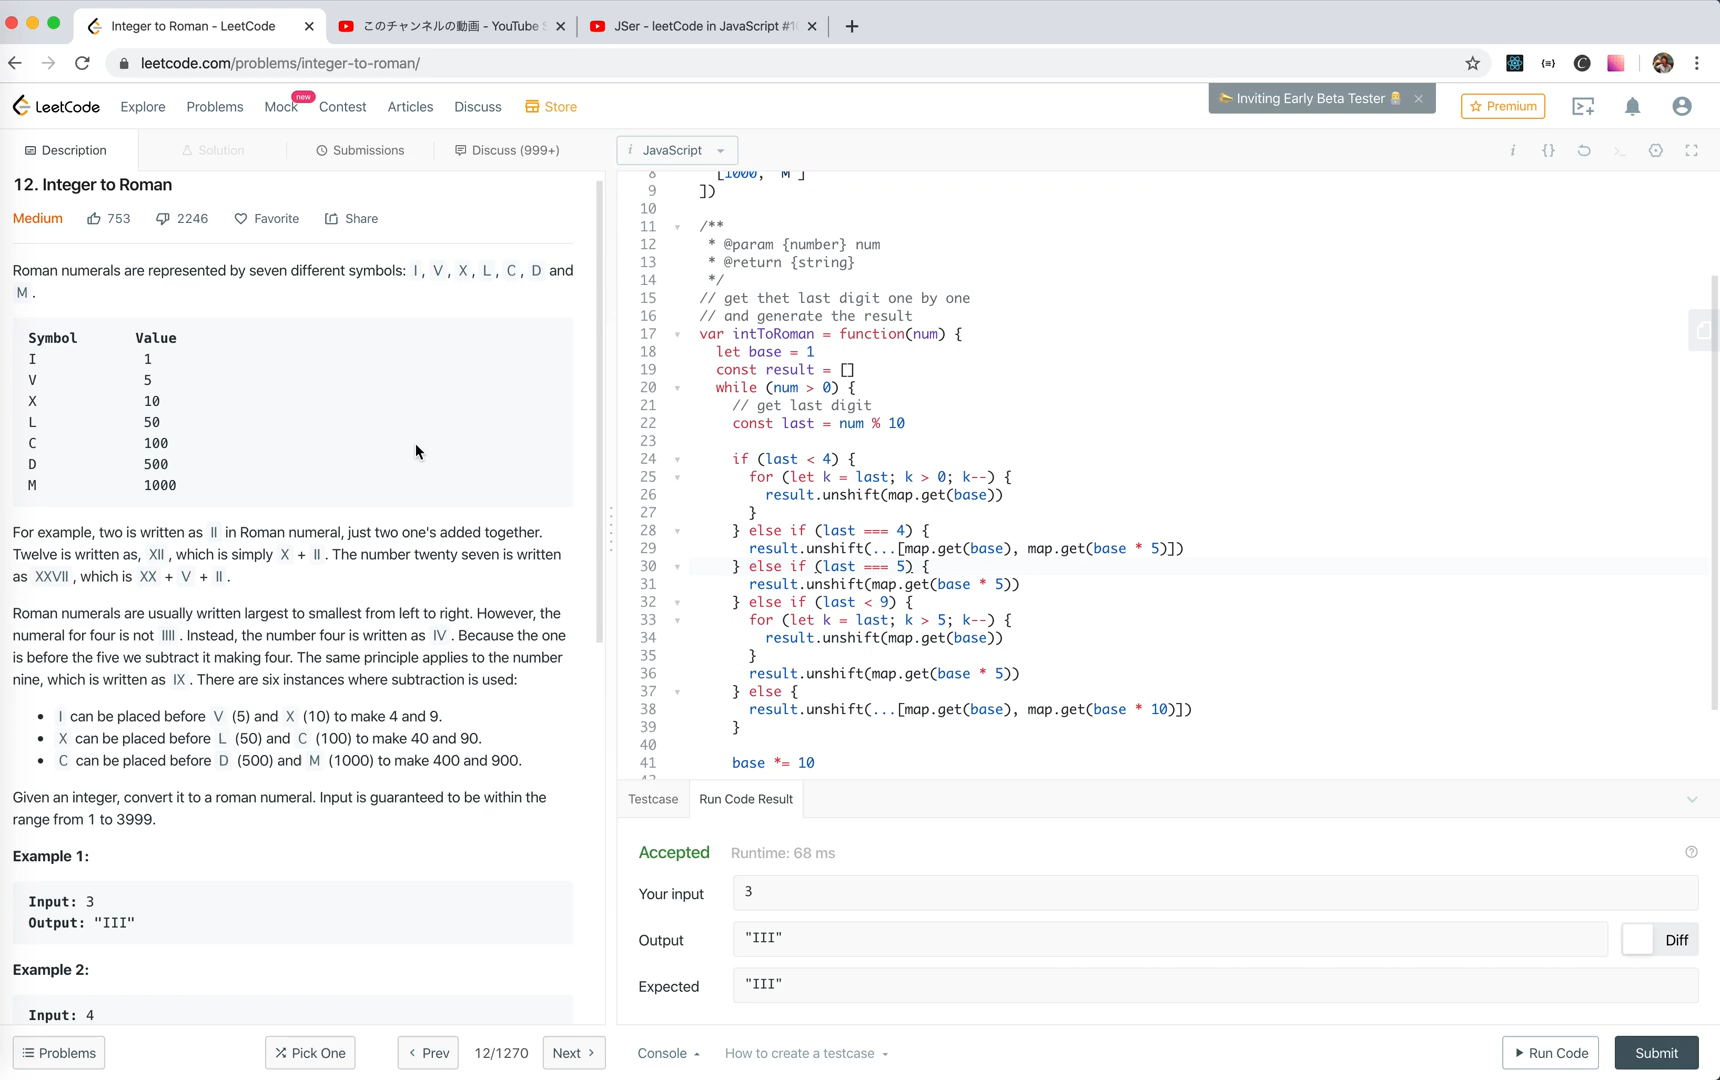 Integer to Roman - LeetCode
このチャンネルの動画 - YouTube S
JSer - leetCode in JavaScript #1
leetcode.com/problems/integer-to-roman/
LeetCode
Explore
Problems
Mock
new
Contest
Articles
Discuss
Store
Inviting Early Beta Tester
Premium
Description
Solution
Submissions
Discuss (999+)
JavaScript
12. Integer to Roman
Medium
753
2246
Favorite
Share
Roman numerals are represented by seven different symbols: I, V, X, L, C, D and
M.
Symbol Value
I 1
V 5
X 10
L 50
C 100
D 500
M 1000
For example, two is written as II in Roman numeral, just two one's added together.
Twelve is written as, XII, which is simply X + II. The number twenty seven is written
as XXVII, which is XX + V + II.
Roman numerals are usually written largest to smallest from left to right. However, the
numeral for four is not IIII. Instead, the number four is written as IV. Because the one
is before the five we subtract it making four. The same principle applies to the number
nine, which is written as IX. There are six instances where subtraction is used:
• I can be placed before V (5) and X (10) to make 4 and 9.
• X can be placed before L (50) and C (100) to make 40 and 90.
• C can be placed before D (500) and M (1000) to make 400 and 900.
Given an integer, convert it to a roman numeral. Input is guaranteed to be within the
range from 1 to 3999.
Example 1:
Input: 3
Output: "III"
Example 2:
Input: 4
8 [1000, 'M']
9 ])
10
11 /**
12 * @param {number} num
13 * @return {string}
14 */
15 // get thet last digit one by one
16 // and generate the result
17 var intToRoman = function(num) {
18 let base = 1
19 const result = []
20 while (num > 0) {
21 // get last digit
22 const last = num % 10
23
24 if (last < 4) {
25 for (let k = last; k > 0; k--) {
26 result.unshift(map.get(base))
27 }
28 } else if (last === 4) {
29 result.unshift(...[map.get(base), map.get(base * 5)])
30 } else if (last === 5) {
31 result.unshift(map.get(base * 5))
32 } else if (last < 9) {
33 for (let k = last; k > 5; k--) {
34 result.unshift(map.get(base))
35 }
36 result.unshift(map.get(base * 5))
37 } else {
38 result.unshift(...[map.get(base), map.get(base * 10)])
39 }
40
41 base *= 10
Testcase
Run Code Result
Accepted
Runtime: 68 ms
Your input
3
Output
"III"
Diff
Expected
"III"
Problems
Pick One
Prev
12/1270
Next
Console
How to create a testcase
Run Code
Submit